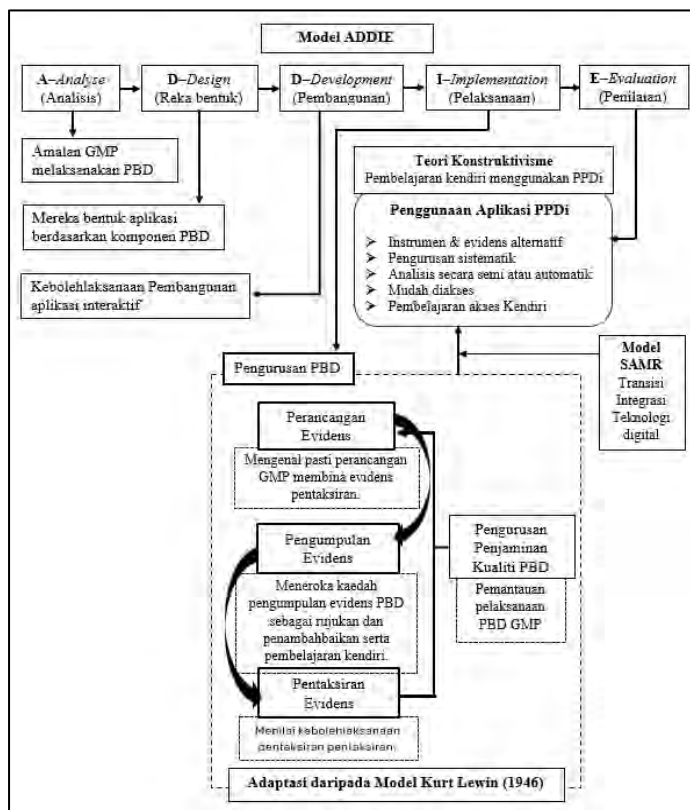 Model ADDIE
A–Analyse
(Analisis)
D–Design
(Reka bentuk)
D–Development
(Pembangunan)
I–Implementation
(Pelaksanaan)
E–Evaluation
(Penilaian)
Amalan GMP
melaksanakan PBD
Mereka bentuk aplikasi
berdasarkan komponen PBD
Kebolehlaksanaan Pembangunan
aplikasi interaktif
Teori Konstruktivisme
Pembelajaran kendiri menggunakan PPDi
Penggunaan Aplikasi PPDi
➢ Instrumen & evidens alternatif
➢ Pengurusan sistematik
➢ Analisis secara semi atau automatik
➢ Mudah diakses
➢ Pembelajaran akses Kendiri
Model
SAMR
Transisi
Integrasi
Teknologi
digital
Pengurusan PBD
Perancangan
Evidens
Mengenal pasti perancangan
GMP membina evidens
pentaksiran.
Pengumpulan
Evidens
Meneroka kaedah
pengumpulan evidens PBD
sebagai rujukan dan
penambahbaikan serta
pembelajaran kendiri.
Pentaksiran
Evidens
Menilai kebolehlaksanaan
pentaksiran pentaksiran.
Pengurusan
Penjaminan
Kualiti PBD
Pemantauan
pelaksanaan
PBD GMP
Adaptasi daripada Model Kurt Lewin (1946)